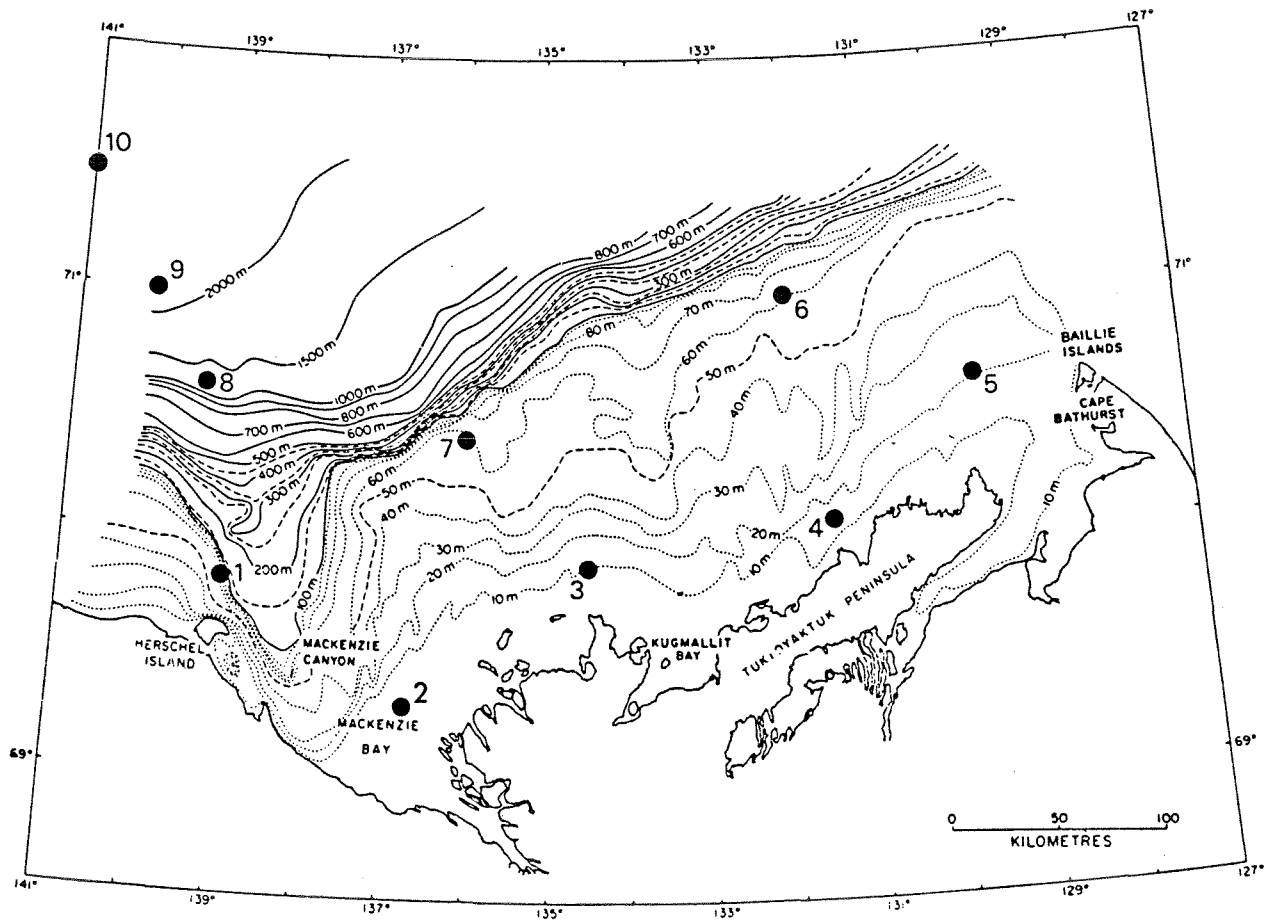 127°
141°
139°
137°
135°
133°
131°
129°
10
9
71°
71°
2000 m
800 m
700 m
600 m
300 m
80 m
70 m
6
60 m
50 m
1500 m
8
1000 m
800 m
700 m
600 m
500 m
400 m
300 m
7
60 m
50 m
40 m
40 m
30 m
BAILLIE
ISLANDS
5
CAPE
BATHURST
10 m
4
20 m
10 m
30 m
20 m
10 m
3
1
200 m
100 m
HERSCHEL
ISLAND
MACKENZIE
CANYON
KUGMALLIT
BAY
TUKTOYAKTUK PENINSULA
2
MACKENZIE
BAY
69°
69°
0 50 100
KILOMETRES
141°
139°
137°
135°
133°
129°
127°